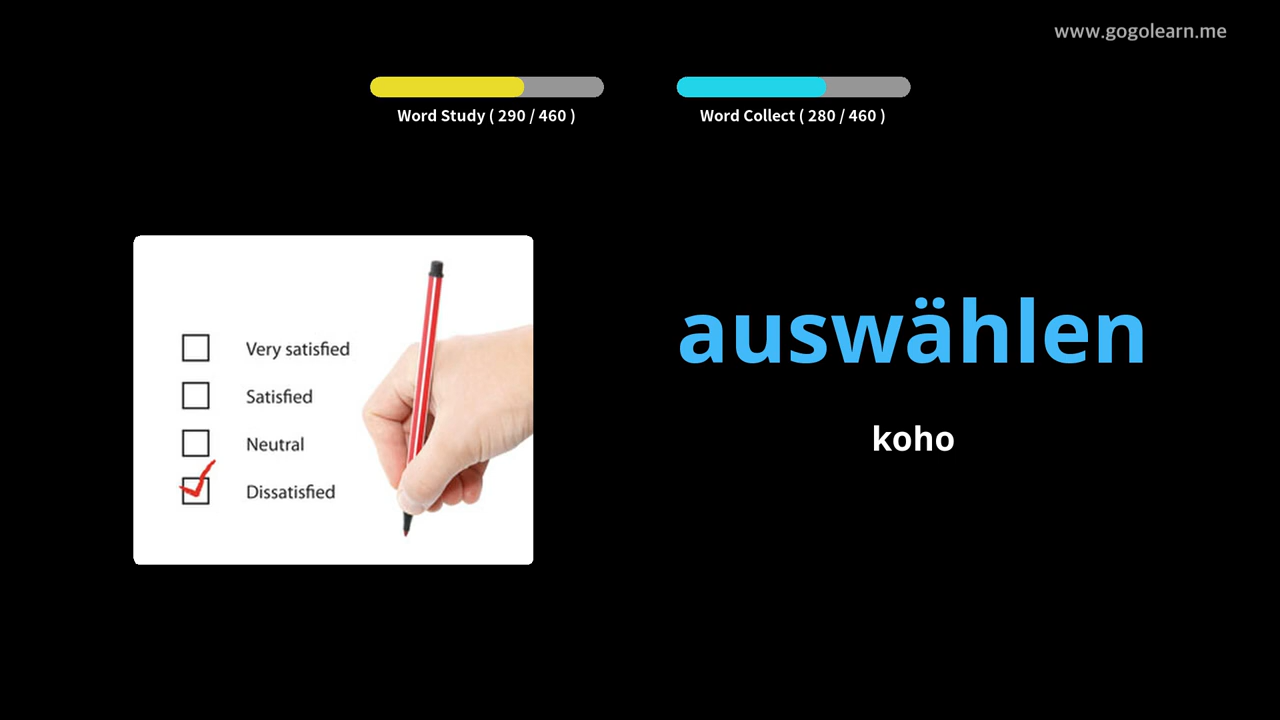 www.gogolearn.me
Word Study ( 290 / 460 )
Word Collect ( 280 / 460 )
Very satisfied
Satisfied
Neutral
Dissatisfied
auswählen
koho